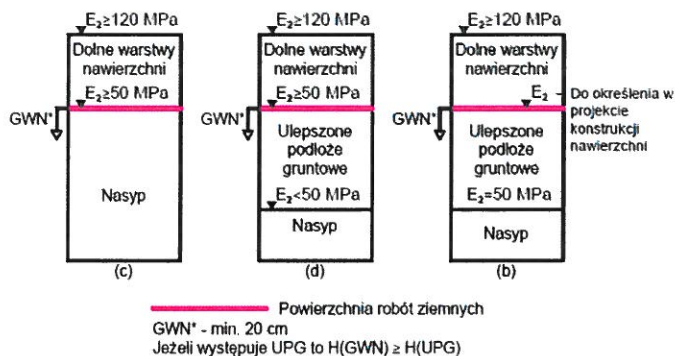 E₂≥120 MPa
Dolne warstwy
nawierzchni
E₂≥50 MPa
GWN*
Nasyp
(c)
E₂≥120 MPa
Dolne warstwy
nawierzchni
E₂≥50 MPa
GWN*
Ulepszone
podłoże
gruntowe
E₂<50 MPa
Nasyp
(d)
E₂≥120 MPa
Dolne warstwy
nawierzchni
E₂
Do określenia w
projekcie
konstrukcji
nawierzchni
GWN*
Ulepszone
podłoże
gruntowe
E₂=50 MPa
Nasyp
(b)
Powierzchnia robót ziemnych
GWN* - min. 20 cm
Jeżeli występuje UPG to H(GWN) ≥ H(UPG)